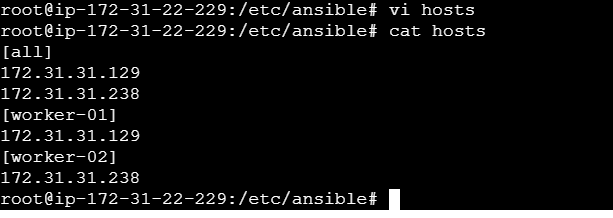 root@ip-172-31-22-229:/etc/ansible# vi hosts
root@ip-172-31-22-229:/etc/ansible# cat hosts
[all]
172.31.31.129
172.31.31.238
[worker-01]
172.31.31.129
[worker-02]
172.31.31.238
root@ip-172-31-22-229:/etc/ansible#